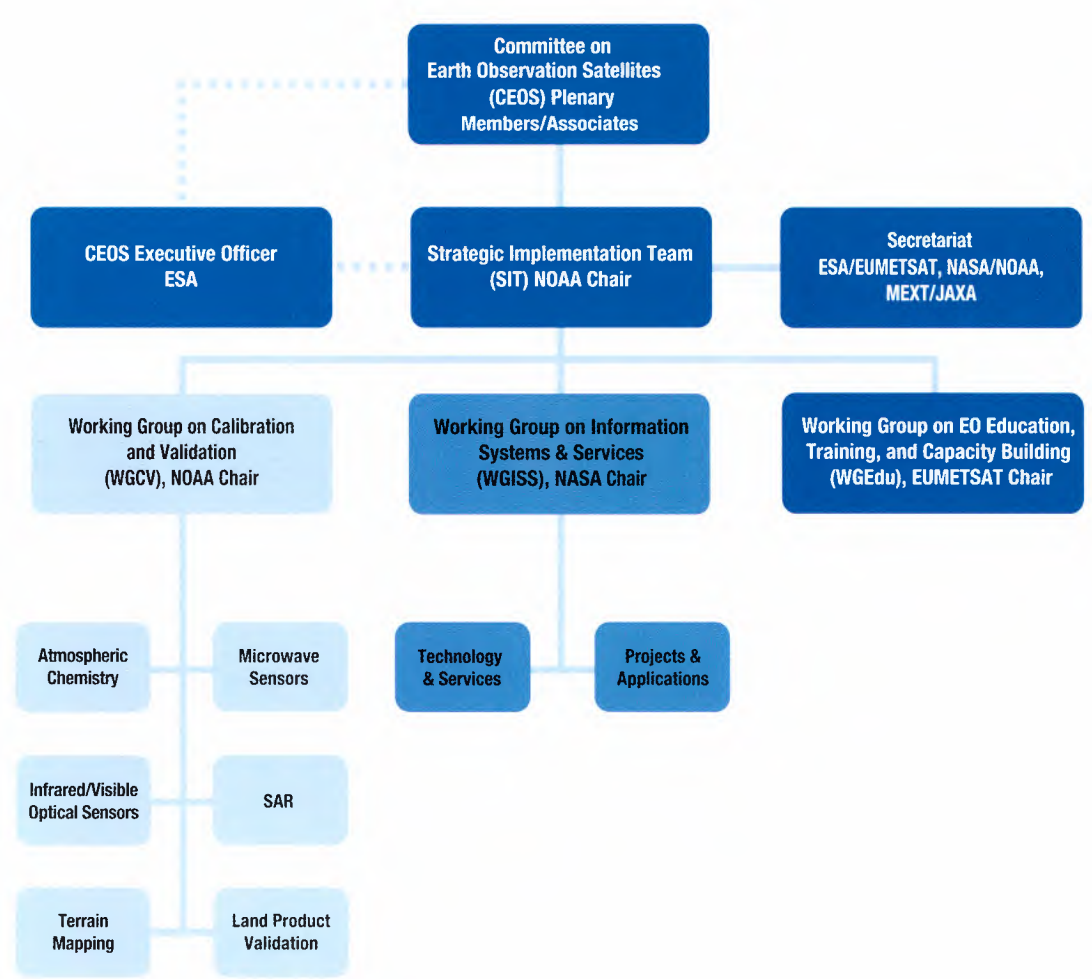 Committee on
Earth Observation Satellites
(CEOS) Plenary
Members/Associates
CEOS Executive Officer
ESA
Strategic Implementation Team
(SIT) NOAA Chair
Secretariat
ESA/EUMETSAT, NASA/NOAA,
MEXT/JAXA
Working Group on Calibration
and Validation
(WGCV), NOAA Chair
Working Group on Information
Systems & Services
(WGISS), NASA Chair
Working Group on EO Education,
Training, and Capacity Building
(WGEdu), EUMETSAT Chair
Atmospheric
Chemistry
Microwave
Sensors
Technology
& Services
Projects &
Applications
Infrared/Visible
Optical Sensors
SAR
Terrain
Mapping
Land Product
Validation